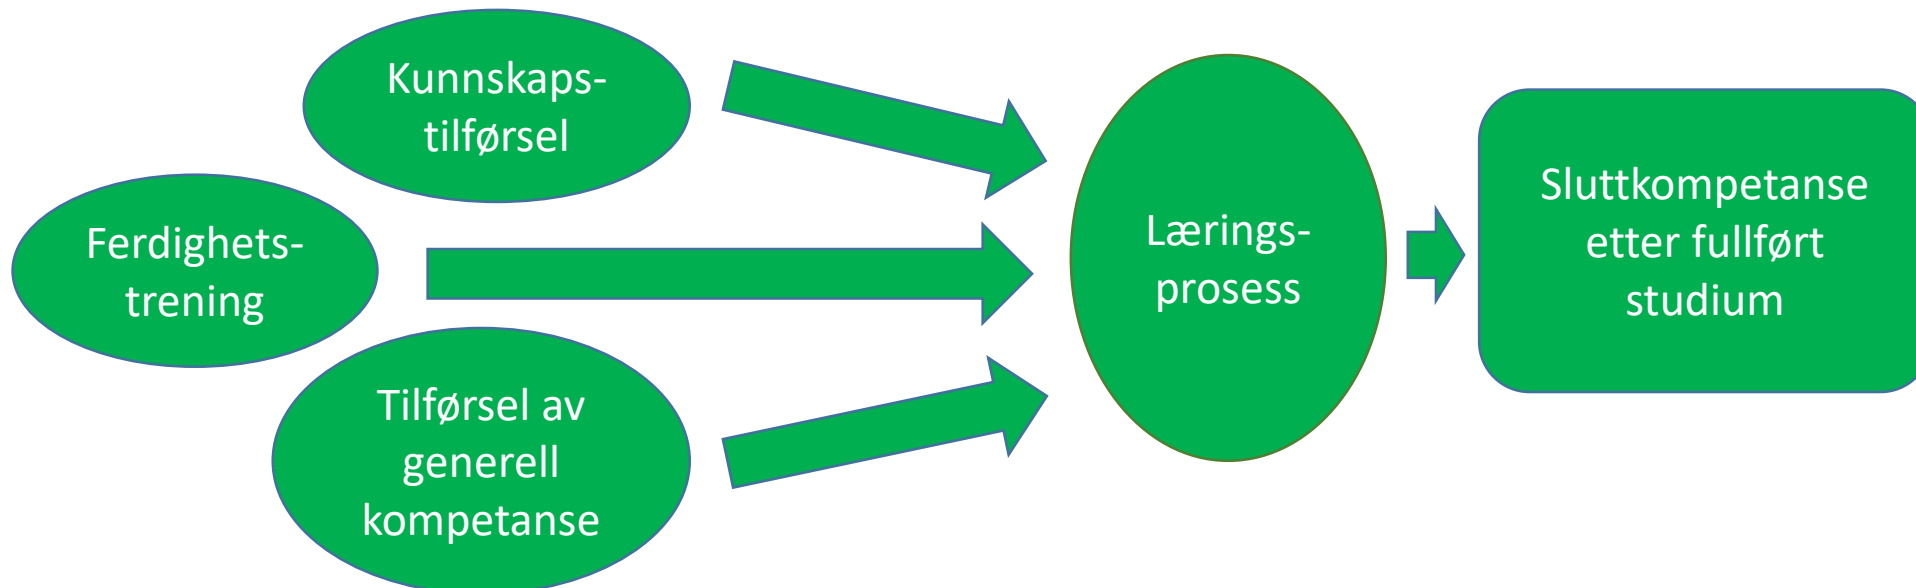 Kunnskaps-
tilførsel
Ferdighets-
trening
Tilførsel av
generell
kompetanse
Lærings-
prosess
Sluttkompetanse
etter fullført
studium